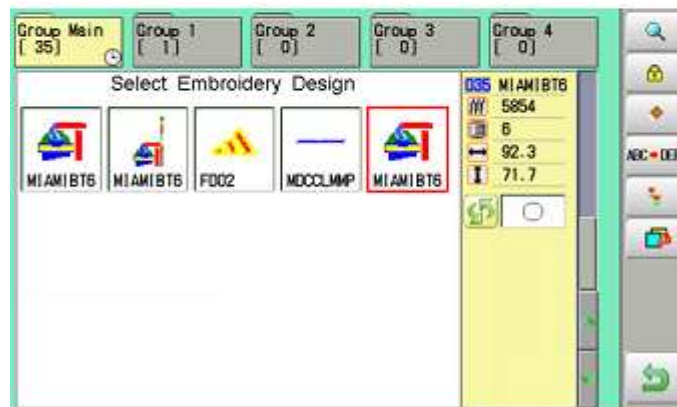 Group Main
[ 35]
Group 1
[ 1]
Group 2
[ 0]
Group 3
[ 0]
Group 4
[ 0]
Select Embroidery Design
MIAMIBT6
MIAMIBT6
F002
MDCCLMMP
MIAMIBT6
035 MIAMIBT6
5854
6
92.3
71.7